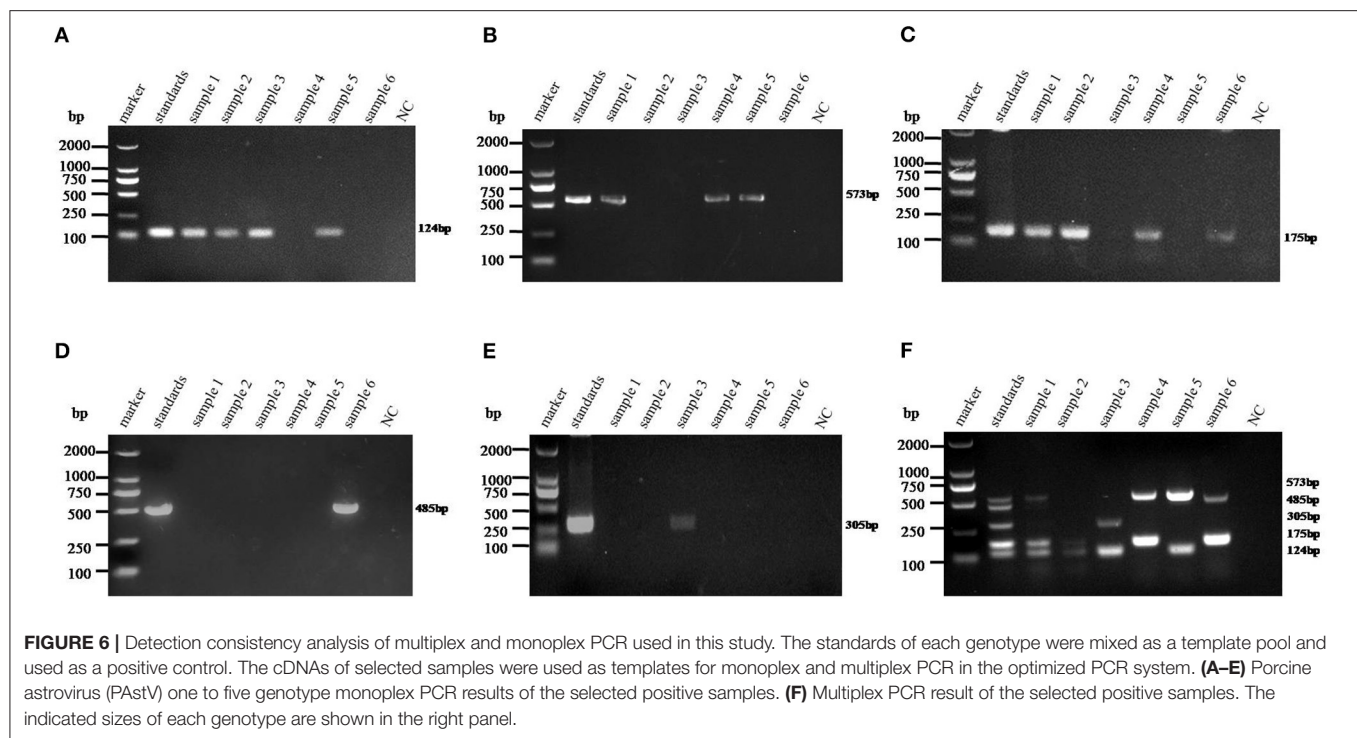 A
bp
marker
standards
sample 1
sample 2
sample 3
sample 4
sample 5
sample 6
NC
2000
1000
750
500
250
100
124bp
B
bp
marker
standards
sample 1
sample 2
sample 3
sample 4
sample 5
sample 6
NC
2000
1000
750
500
250
100
573bp
C
bp
marker
standards
sample 1
sample 2
sample 3
sample 4
sample 5
sample 6
NC
2000
1000
750
500
250
100
175bp
D
bp
marker
standards
sample 1
sample 2
sample 3
sample 4
sample 5
sample 6
NC
2000
1000
750
500
250
100
485bp
E
bp
marker
standards
sample 1
sample 2
sample 3
sample 4
sample 5
sample 6
NC
2000
1000
750
500
250
100
305bp
F
bp
marker
standards
sample 1
sample 2
sample 3
sample 4
sample 5
sample 6
NC
2000
1000
750
500
250
100
573bp
485bp
305bp
175bp
124bp
FIGURE 6 | Detection consistency analysis of multiplex and monoplex PCR used in this study. The standards of each genotype were mixed as a template pool and
used as a positive control. The cDNAs of selected samples were used as templates for monoplex and multiplex PCR in the optimized PCR system. (A–E) Porcine
astrovirus (PAstV) one to five genotype monoplex PCR results of the selected positive samples. (F) Multiplex PCR result of the selected positive samples. The
indicated sizes of each genotype are shown in the right panel.